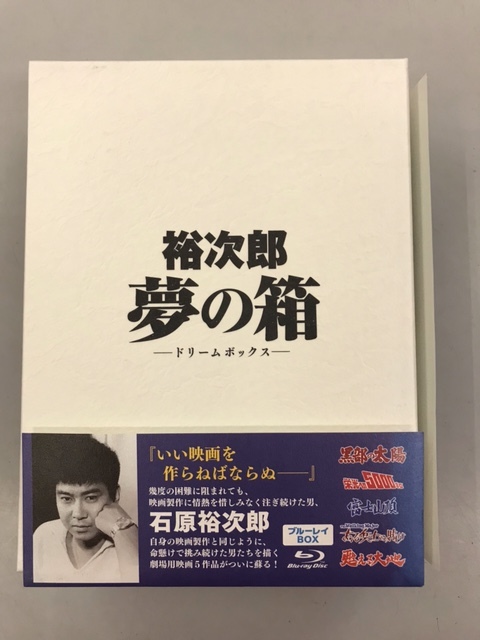 裕次郎
夢の箱
―ドリームボックス―
『いい映画を
作らねばならぬ――』
幾度の困難に阻まれても、
映画製作に情熱を惜しみなく注ぎ続けた男、
石原裕次郎
自身の映画製作と同じように、
命懸けで挑み続けた男たちを描く
劇場用映画5作品がついに蘇る!
ブルーレイ
BOX
Blu-ray Disc
黒部の太陽
栄光への5000キロ
富士山頂
ある兵士の賭け
甦える大地